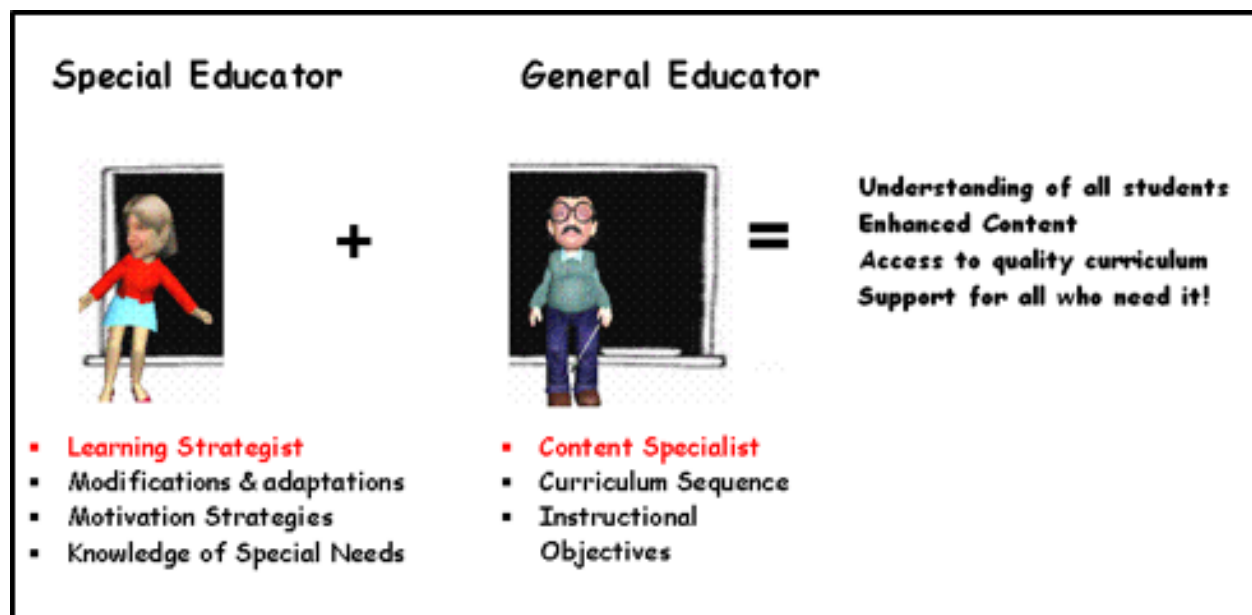 Special Educator
General Educator
+
=
Understanding of all students
Enhanced Content
Access to quality curriculum
Support for all who need it!
▪ Learning Strategist
▪ Modifications & adaptations
▪ Motivation Strategies
▪ Knowledge of Special Needs
▪ Content Specialist
▪ Curriculum Sequence
▪ Instructional
Objectives